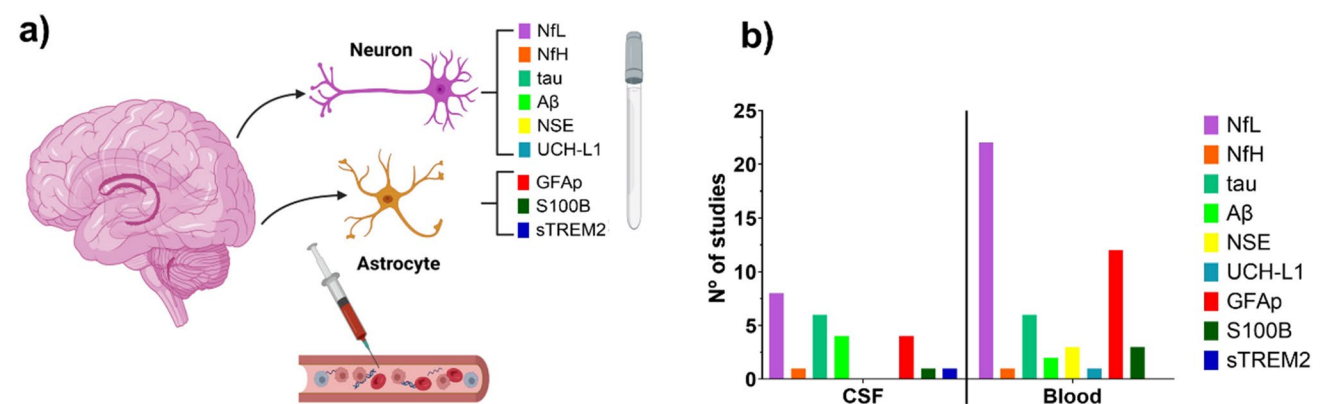 a)
Neuron
NfL
NfH
tau
Aβ
NSE
UCH-L1
GFAp
S100B
sTREM2
Astrocyte
b)
Nº of studies
25
20
15
10
5
0
CSF
Blood
NfL
NfH
tau
Aβ
NSE
UCH-L1
GFAp
S100B
sTREM2